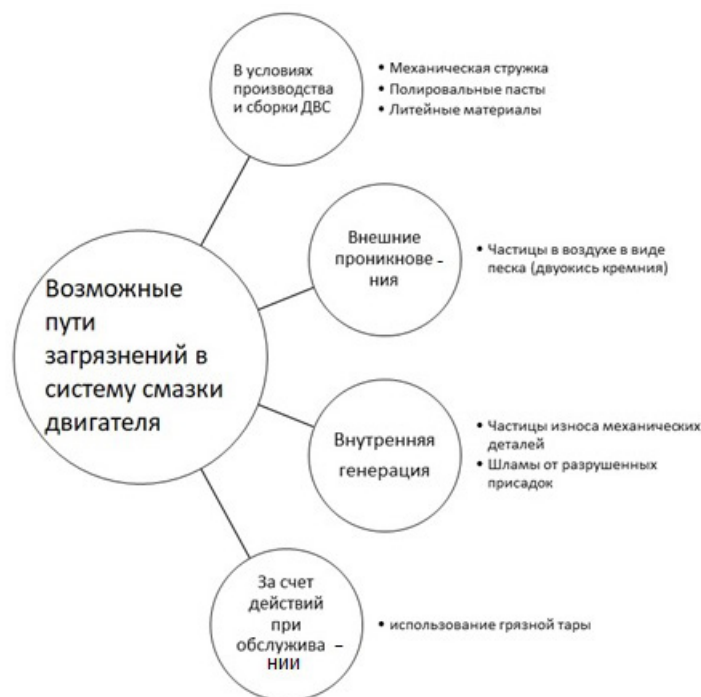 В условиях
производства
и сборки ДВС
• Механическая стружка
• Полировальные пасты
• Литейные материалы
Внешние
проникнове -
ния
• Частицы в воздухе в виде
песка (двуокись кремния)
Возможные
пути
загрязнений в
систему смазки
двигателя
Внутренняя
генерация
• Частицы износа механических
деталей
• Шламы от разрушенных
присадок
За счет
действий
при
обслужива –
нии
• использование грязной тары